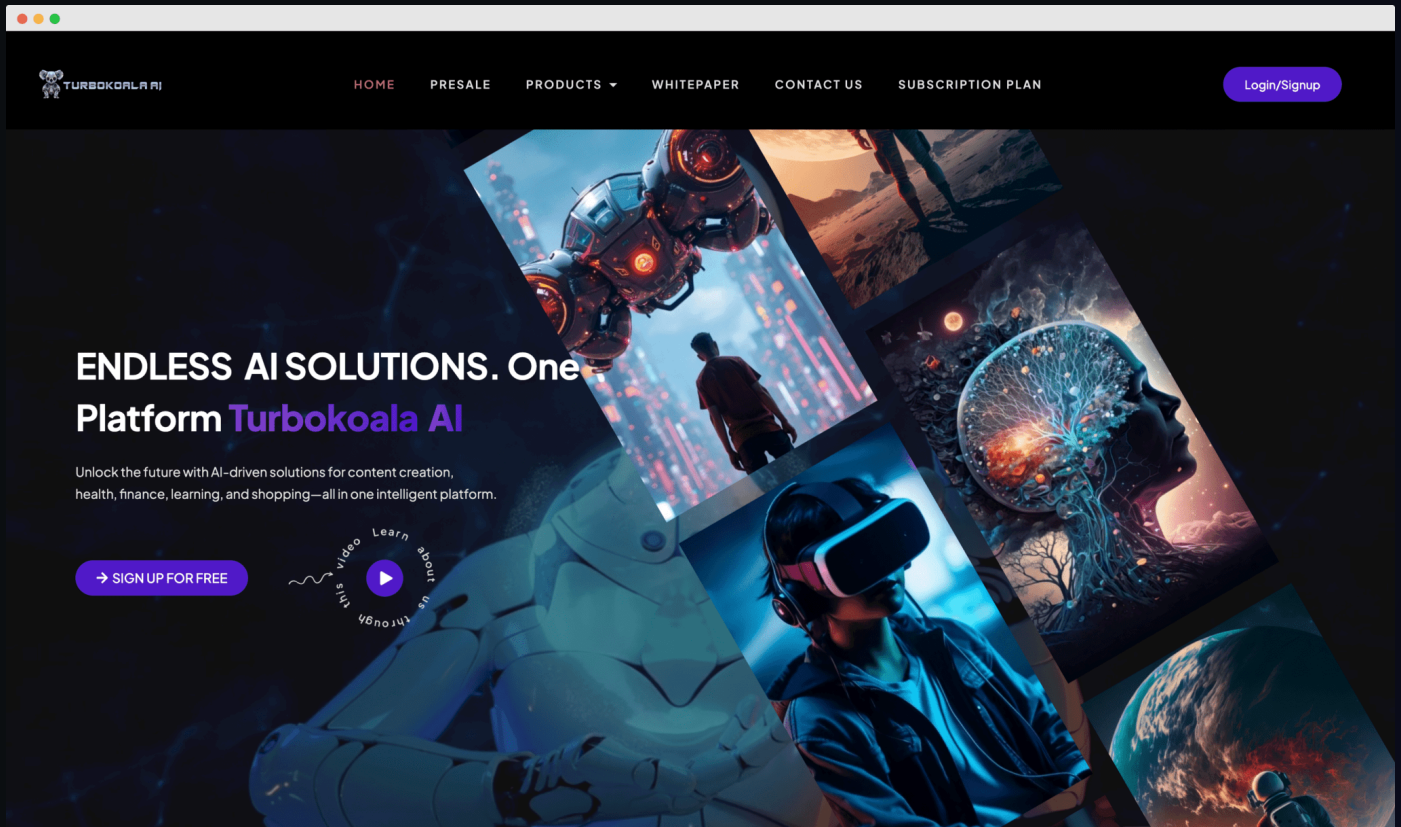 TURBOKOALA AI
HOME
PRESALE
PRODUCTS
WHITEPAPER
CONTACT US
SUBSCRIPTION PLAN
Login/Signup
ENDLESS AI SOLUTIONS. One
Platform Turbokoala AI
Unlock the future with AI-driven solutions for content creation,
health, finance, learning, and shopping—all in one intelligent platform.
SIGN UP FOR FREE
Learn about us through this video